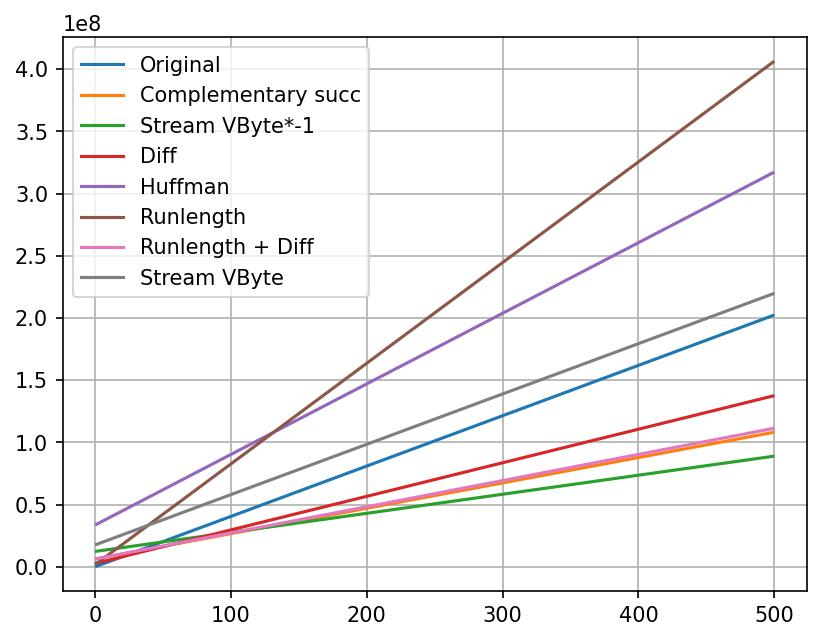 1e8
4.0
3.5
3.0
2.5
2.0
1.5
1.0
0.5
0.0
Original
Complementary succ
Stream VByte*-1
Diff
Huffman
Runlength
Runlength + Diff
Stream VByte
0 100 200 300 400 500